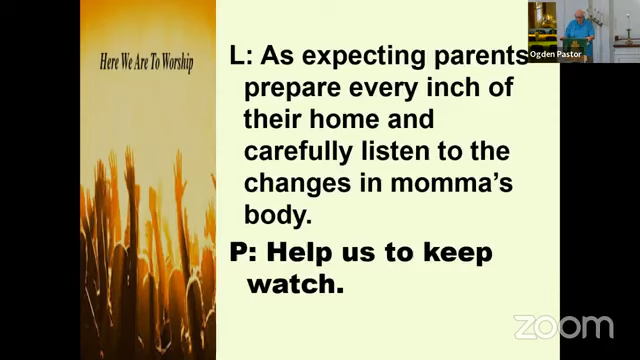 Here We Are To Worship
L: As expecting parents
prepare every inch of
their home and
carefully listen to the
changes in momma's
body.
P: Help us to keep
watch.
Ogden Pastor
zoom